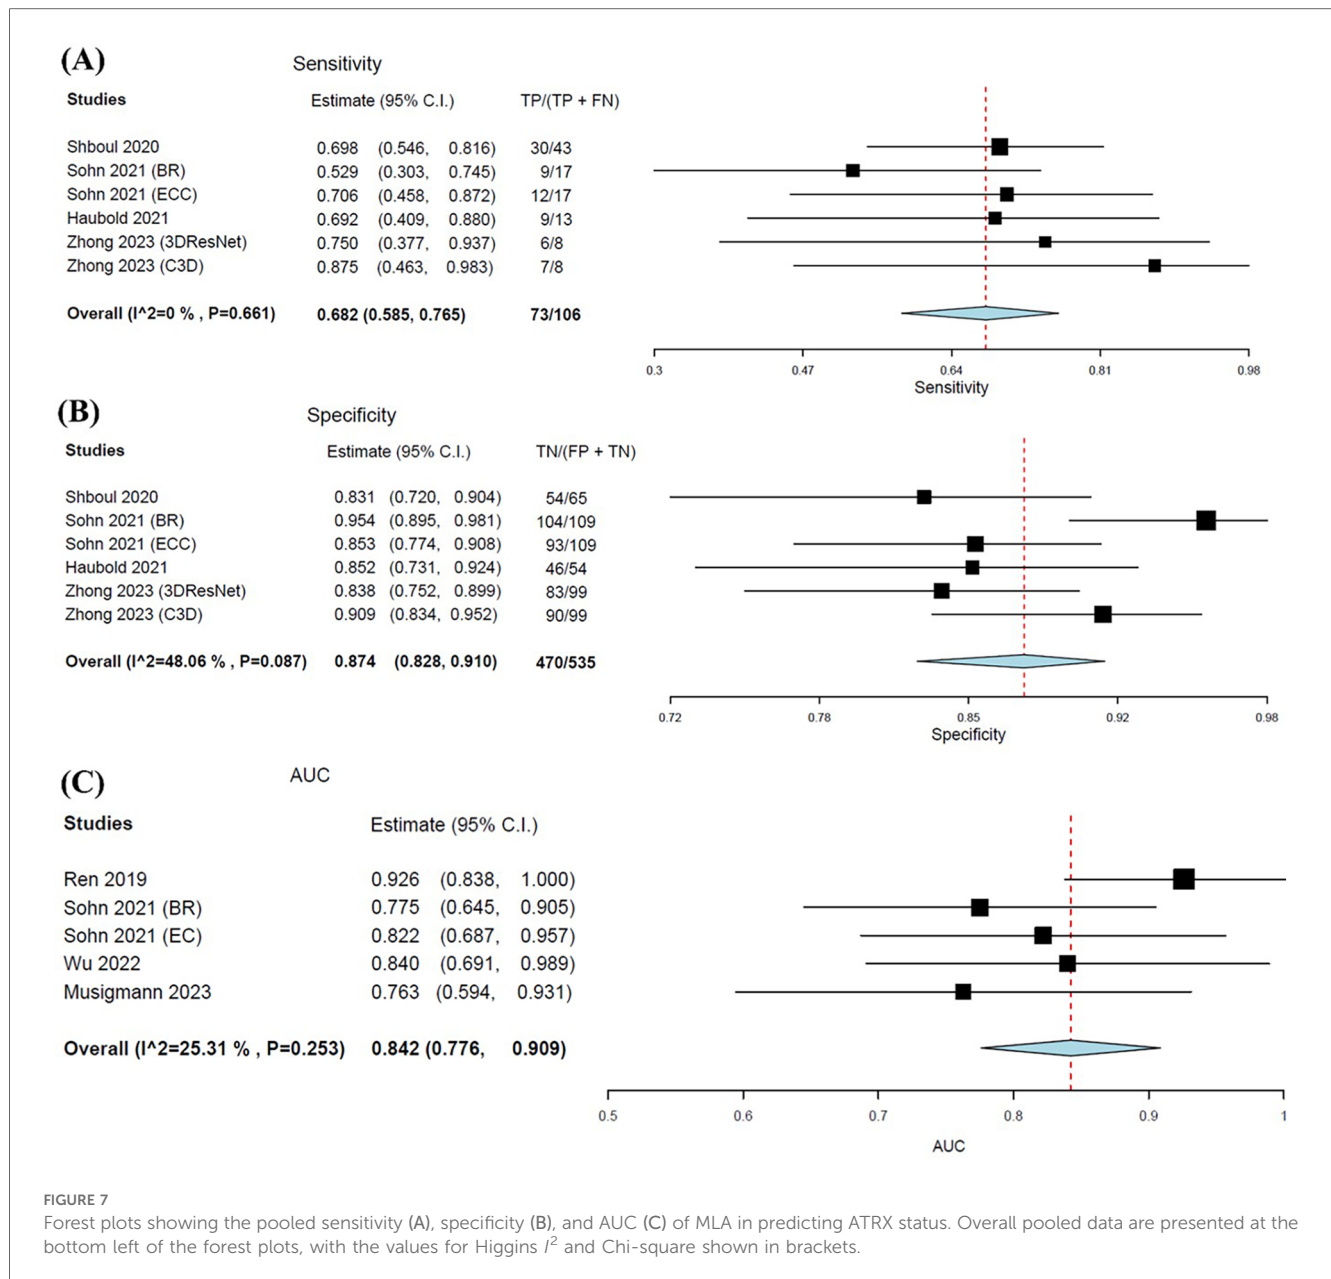 (A)
Sensitivity
Studies Estimate (95% C.I.) TP/(TP + FN)
Shboul 2020 0.698 (0.546, 0.816) 30/43
Sohn 2021 (BR) 0.529 (0.303, 0.745) 9/17
Sohn 2021 (ECC) 0.706 (0.458, 0.872) 12/17
Haubold 2021 0.692 (0.409, 0.880) 9/13
Zhong 2023 (3DResNet) 0.750 (0.377, 0.937) 6/8
Zhong 2023 (C3D) 0.875 (0.463, 0.983) 7/8
Overall (I^2=0 % , P=0.661) 0.682 (0.585, 0.765) 73/106
0.3 0.47 0.64 0.81 0.98
Sensitivity
(B)
Specificity
Studies Estimate (95% C.I.) TN/(FP + TN)
Shboul 2020 0.831 (0.720, 0.904) 54/65
Sohn 2021 (BR) 0.954 (0.895, 0.981) 104/109
Sohn 2021 (ECC) 0.853 (0.774, 0.908) 93/109
Haubold 2021 0.852 (0.731, 0.924) 46/54
Zhong 2023 (3DResNet) 0.838 (0.752, 0.899) 83/99
Zhong 2023 (C3D) 0.909 (0.834, 0.952) 90/99
Overall (I^2=48.06 % , P=0.087) 0.874 (0.828, 0.910) 470/535
0.72 0.78 0.85 0.92 0.98
Specificity
(C)
AUC
Studies Estimate (95% C.I.)
Ren 2019 0.926 (0.838, 1.000)
Sohn 2021 (BR) 0.775 (0.645, 0.905)
Sohn 2021 (EC) 0.822 (0.687, 0.957)
Wu 2022 0.840 (0.691, 0.989)
Musigmann 2023 0.763 (0.594, 0.931)
Overall (I^2=25.31 % , P=0.253) 0.842 (0.776, 0.909)
0.5 0.6 0.7 0.8 0.9 1
AUC
FIGURE 7
Forest plots showing the pooled sensitivity (A), specificity (B), and AUC (C) of MLA in predicting ATRX status. Overall pooled data are presented at the
bottom left of the forest plots, with the values for Higgins I² and Chi-square shown in brackets.